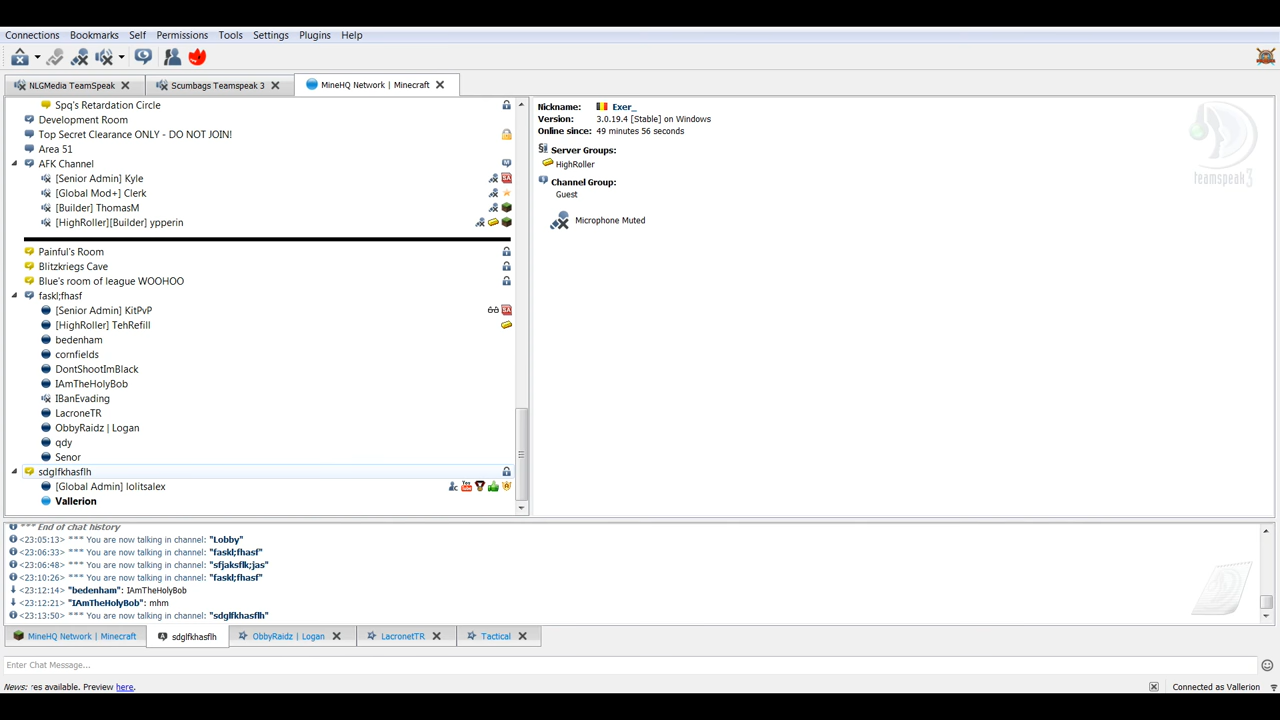 Connections Bookmarks Self Permissions Tools Settings Plugins Help
NLGMedia TeamSpeak Scumbags Teamspeak 3 MineHQ Network | Minecraft
Spq's Retardation Circle
Development Room
Top Secret Clearance ONLY - DO NOT JOIN!
Area 51
AFK Channel
[Senior Admin] Kyle
[Global Mod+] Clerk
[Builder] ThomasM
[HighRoller][Builder] ypperin
Painful's Room
Blitzkriegs Cave
Blue's room of league WOOHOO
faskl;fhasf
[Senior Admin] KitPvP
[HighRoller] TehRefill
bedenham
cornfields
DontShootImBlack
IAmTheHolyBob
IBanEvading
LacroneTR
ObbyRaidz | Logan
qdy
Senor
sdglfkhasflh
[Global Admin] lolitsalex
Vallerion
Nickname: Exer_
Version: 3.0.19.4 [Stable] on Windows
Online since: 49 minutes 56 seconds
Server Groups:
HighRoller
Channel Group:
Guest
Microphone Muted
teamspeak3
*** End of chat history
<23:05:13> *** You are now talking in channel: "Lobby"
<23:06:33> *** You are now talking in channel: "faskl;fhasf"
<23:06:48> *** You are now talking in channel: "sfjaksflk;jas"
<23:10:26> *** You are now talking in channel: "faskl;fhasf"
<23:12:14> "bedenham": IAmTheHolyBob
<23:12:21> "IAmTheHolyBob": mhm
<23:13:50> *** You are now talking in channel: "sdglfkhasflh"
MineHQ Network | Minecraft sdglfkhasflh ObbyRaidz | Logan LacronetTR Tactical
Enter Chat Message...
News: res available. Preview here. Connected as Vallerion